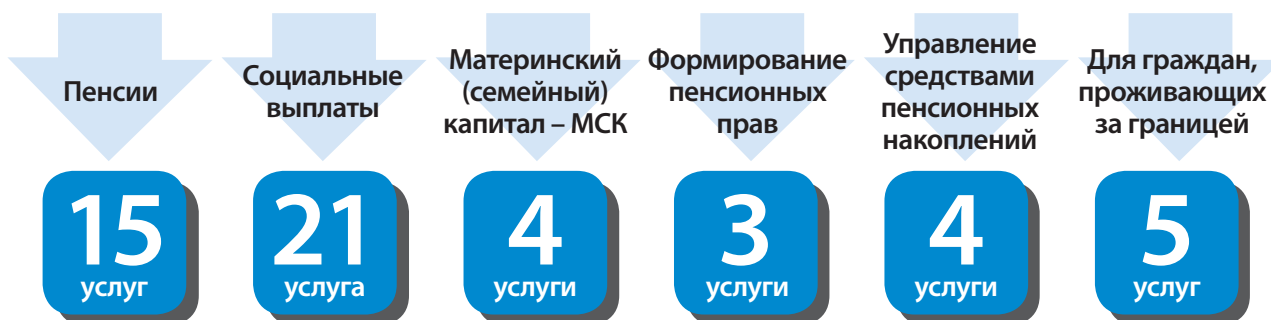 Пенсии
15
услуг
Социальные
выплаты
21
услуга
Материнский
(семейный)
капитал – МСК
4
услуги
Формирование
пенсионных
прав
3
услуги
Управление
средствами
пенсионных
накоплений
4
услуги
Для граждан,
проживающих
за границей
5
услуг